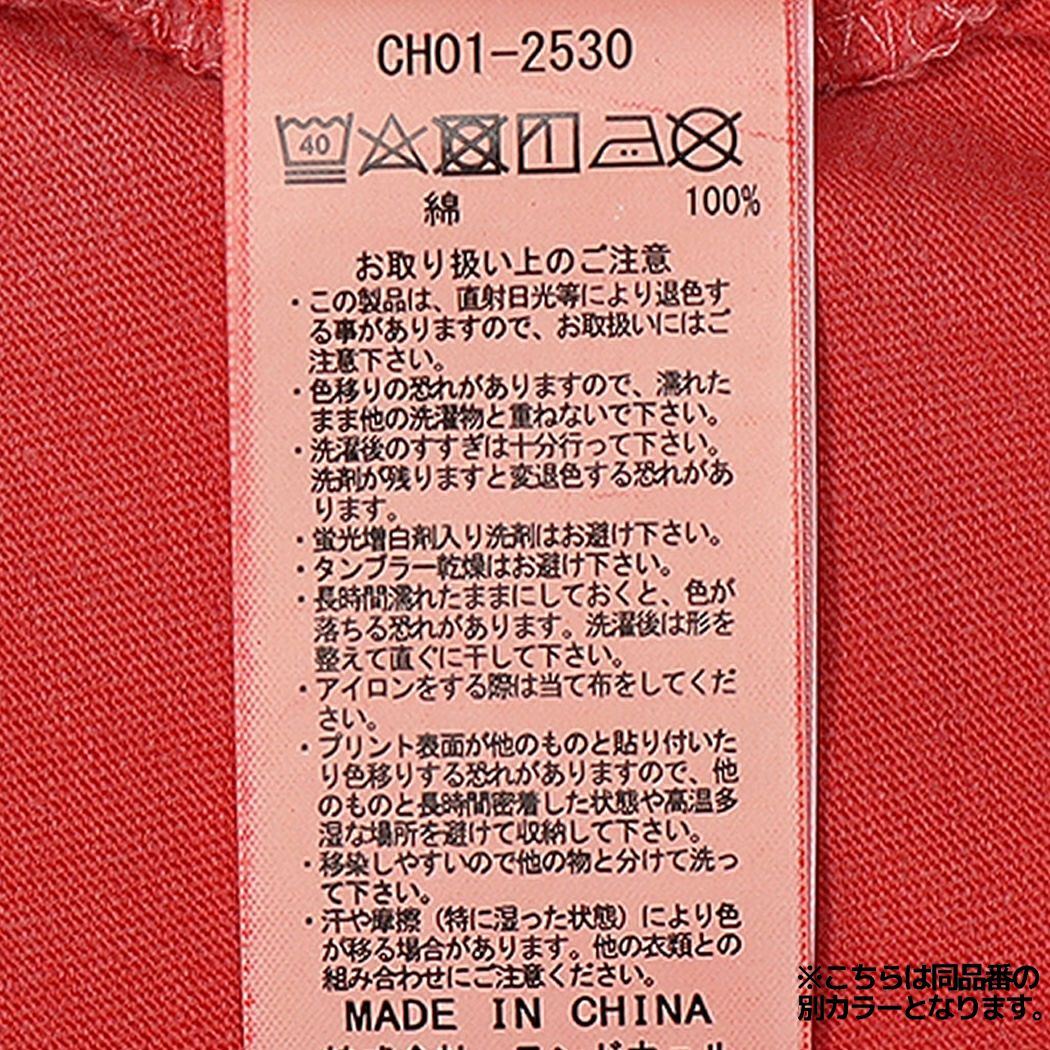 CH01-2530
40
綿 100%
お取り扱い上のご注意
・この製品は、直射日光等により退色す
る事がありますので、お取扱いにはご
注意下さい。
・色移りの恐れがありますので、濡れた
まま他の洗濯物と重ねないで下さい。
・洗濯後のすすぎは十分行って下さい。
洗剤が残りますと変退色する恐れがあ
ります。
・蛍光増白剤入り洗剤はお避け下さい。
・タンブラー乾燥はお避け下さい。
・長時間濡れたままにしておくと、色が
落ちる恐れがあります。洗濯後は形を
整えて直ぐに干して下さい。
・アイロンをする際は当て布をしてくだ
さい。
・プリント表面が他のものと貼り付いた
り色移りする恐れがありますので、他
のものと長時間密着した状態や高温多
湿な場所を避けて収納して下さい。
・移染しやすいので他の物と分けて洗っ
て下さい。
・汗や摩擦（特に湿った状態）により色
が移る場合があります。他の衣類との
組み合わせにご注意ください。
MADE IN CHINA
※こちらは同品番の
別カラーとなります。